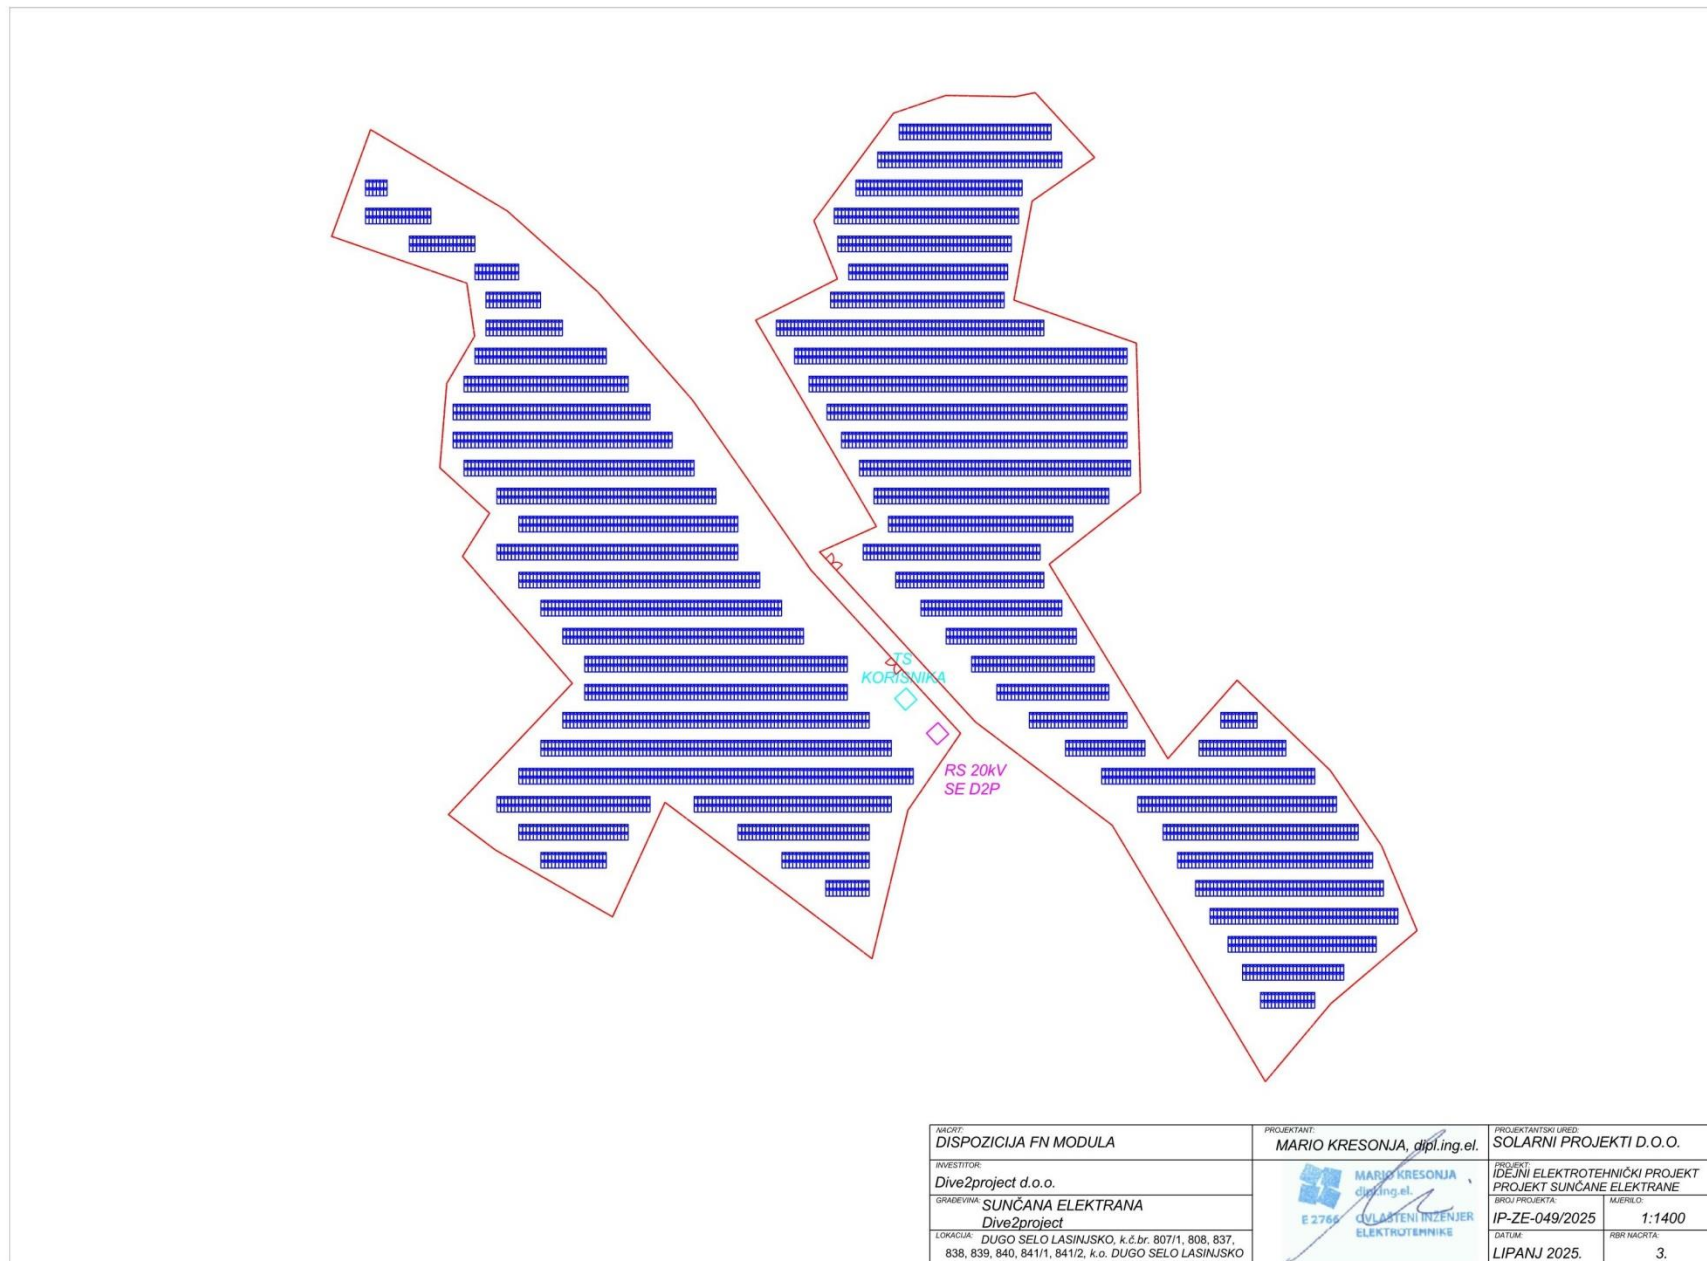 TS
KORISNIKA
RS 20kV
SE D2P
NACRT:
DISPOZICIJA FN MODULA
INVESTITOR:
Dive2project d.o.o.
GRAĐEVINA: SUNČANA ELEKTRANA
Dive2project
LOKACIJA: DUGO SELO LASINJSKO, k.č.br. 807/1, 808, 837,
838, 839, 840, 841/1, 841/2, k.o. DUGO SELO LASINJSKO
PROJEKTANT:
MARIO KRESONJA, dipl.ing.el.
MARIO KRESONJA
dipl.ing.el.
E 2766 OVLAŠTENI INŽENJER
ELEKTROTEHNIKE
PROJEKTANTSKI URED:
SOLARNI PROJEKTI D.O.O.
PROJEKT:
IDEJNI ELEKTROTEHNIČKI PROJEKT
PROJEKT SUNČANE ELEKTRANE
BROJ PROJEKTA:
IP-ZE-049/2025
MJERILO:
1:1400
DATUM:
LIPANJ 2025.
RBR NACRTA:
3.